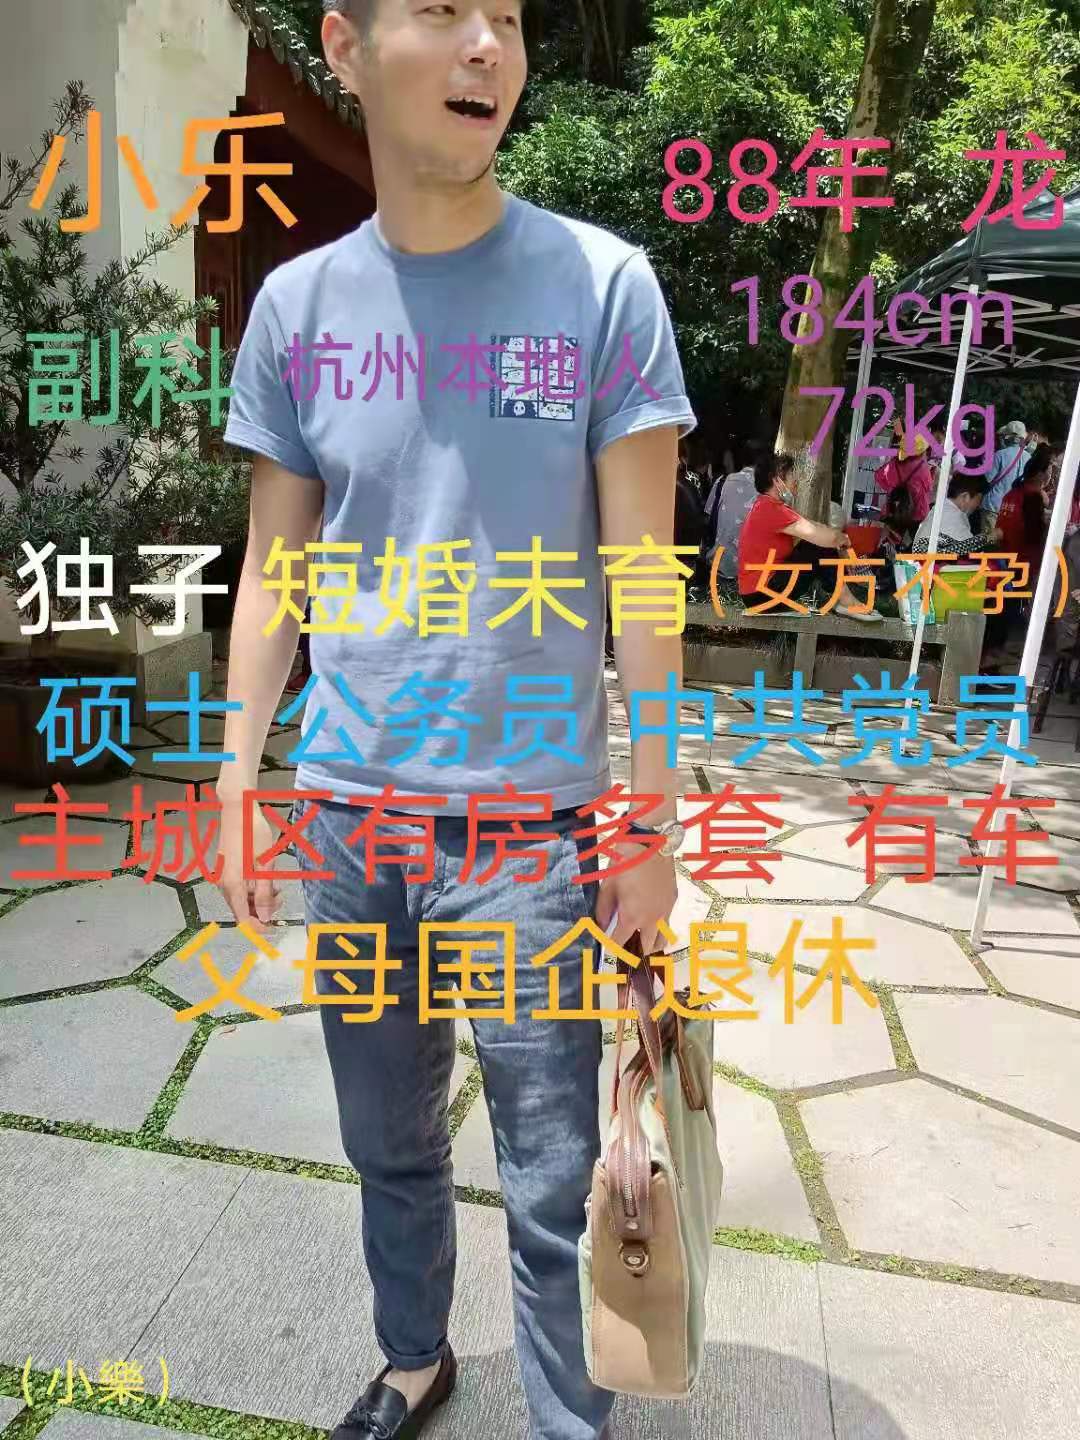 小乐
88年 龙
184cm
副科 杭州本地人
72kg
独子 短婚未育(女方不孕)
硕士 公务员 中共党员
主城区有房多套 有车
父母国企退休
(小樂)